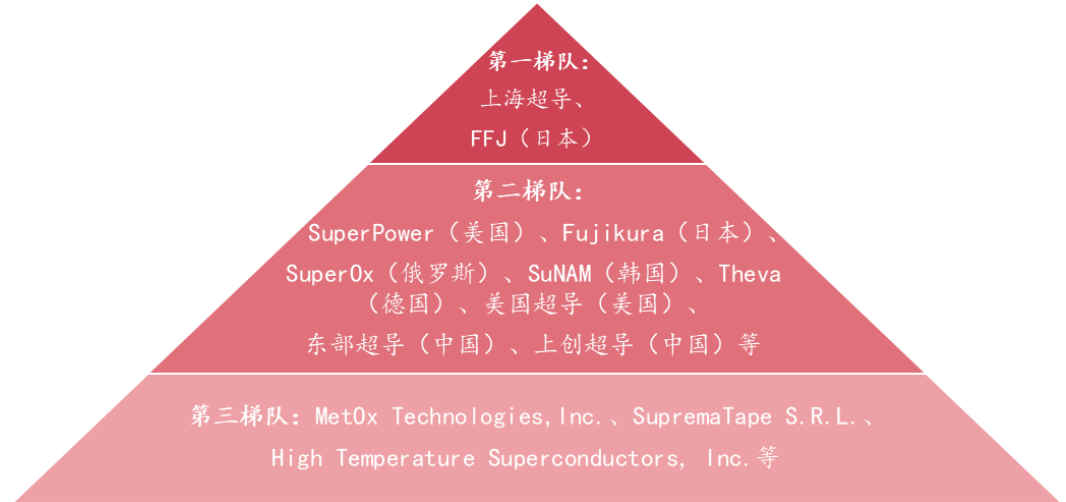 第一梯队：
上海超导、
FFJ（日本）
第二梯队：
SuperPower（美国）、Fujikura（日本）、
SuperOx（俄罗斯）、SuNAM（韩国）、Theva
（德国）、美国超导（美国）、
东部超导（中国）、上创超导（中国）等
第三梯队：MetOx Technologies,Inc.、SupremaTape S.R.L.、
High Temperature Superconductors, Inc.等